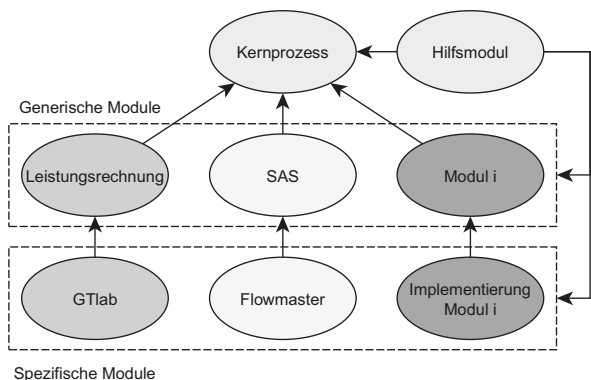 Kernprozess
Hilfsmodul
Generische Module
Leistungsrechnung
SAS
Modul i
GTlab
Flowmaster
Implementierung
Modul i
Spezifische Module